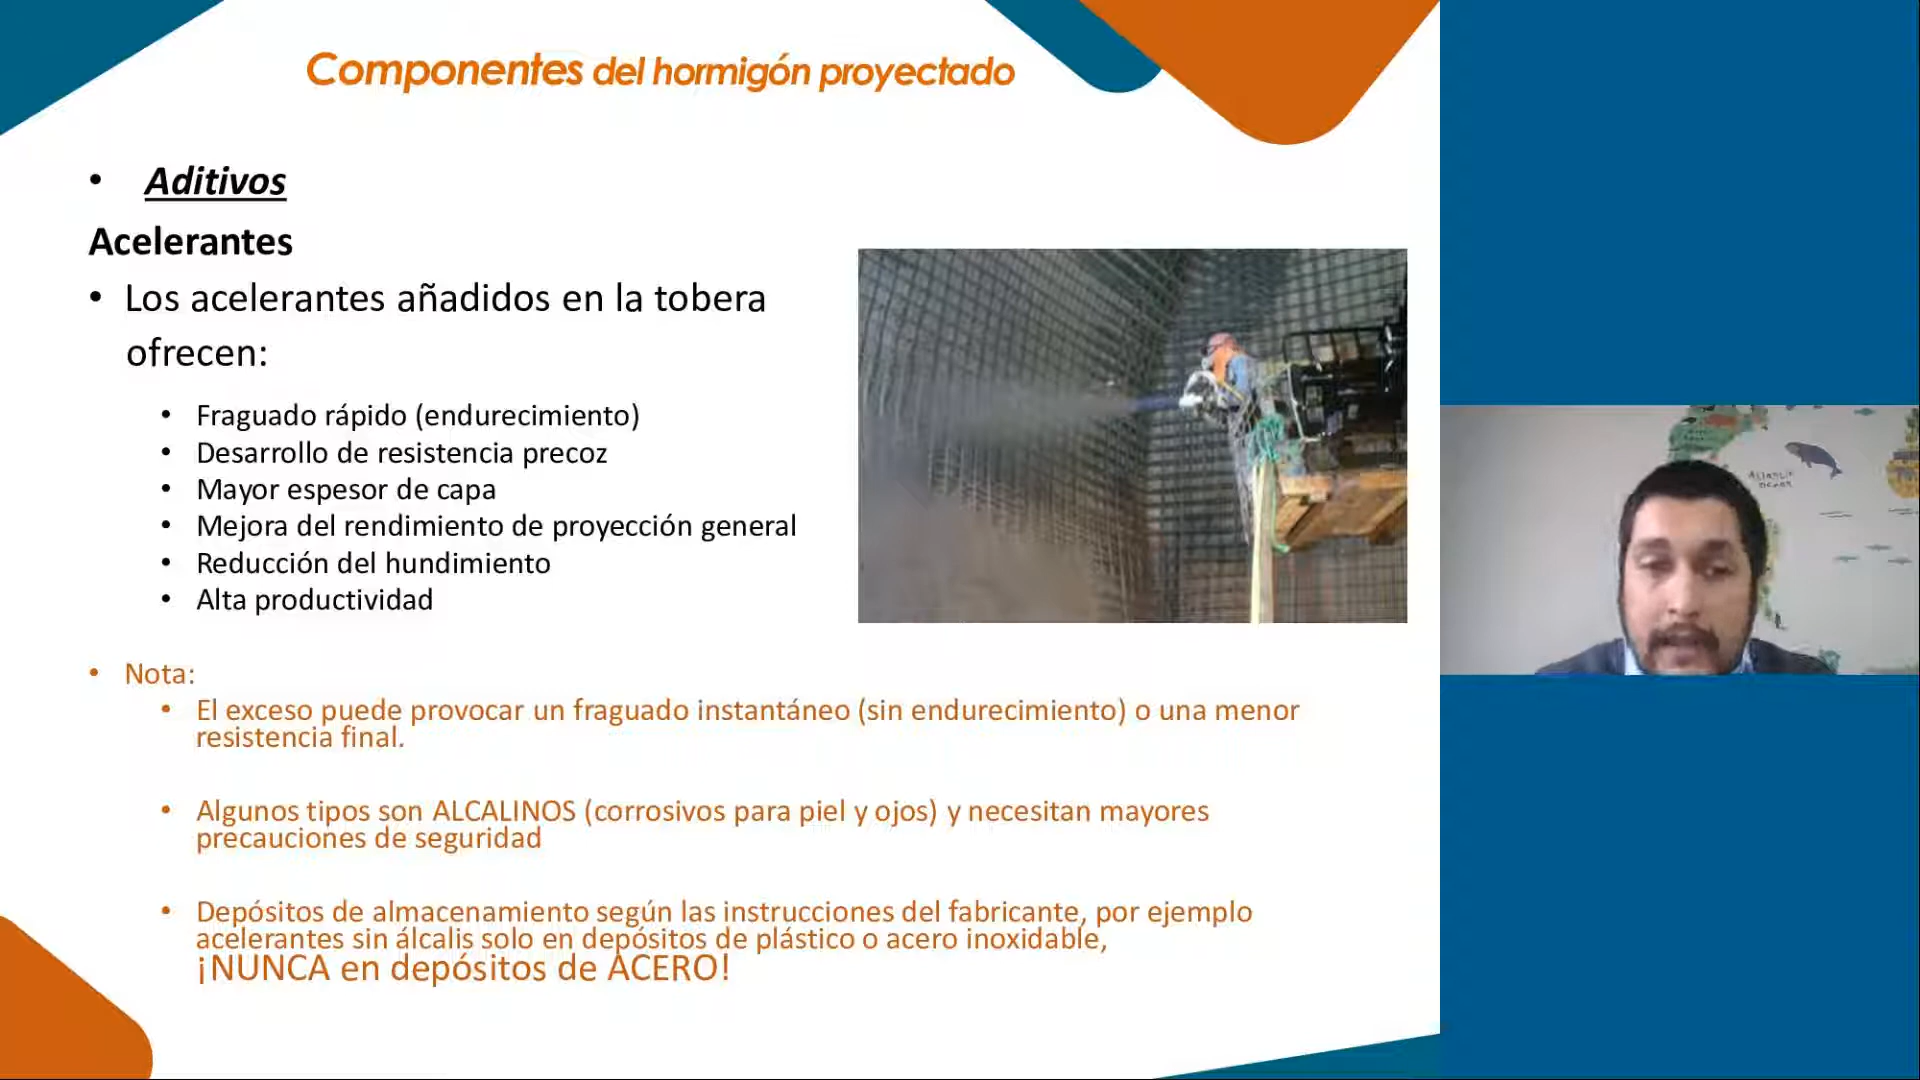 Componentes del hormigón proyectado
• Aditivos
Acelerantes
• Los acelerantes añadidos en la tobera
ofrecen:
• Fraguado rápido (endurecimiento)
• Desarrollo de resistencia precoz
• Mayor espesor de capa
• Mejora del rendimiento de proyección general
• Reducción del hundimiento
• Alta productividad
• Nota:
• El exceso puede provocar un fraguado instantáneo (sin endurecimiento) o una menor
resistencia final.
• Algunos tipos son ALCALINOS (corrosivos para piel y ojos) y necesitan mayores
precauciones de seguridad
• Depósitos de almacenamiento según las instrucciones del fabricante, por ejemplo
acelerantes sin álcalis solo en depósitos de plástico o acero inoxidable,
¡NUNCA en depósitos de ACERO!
Atlantic
Ocean